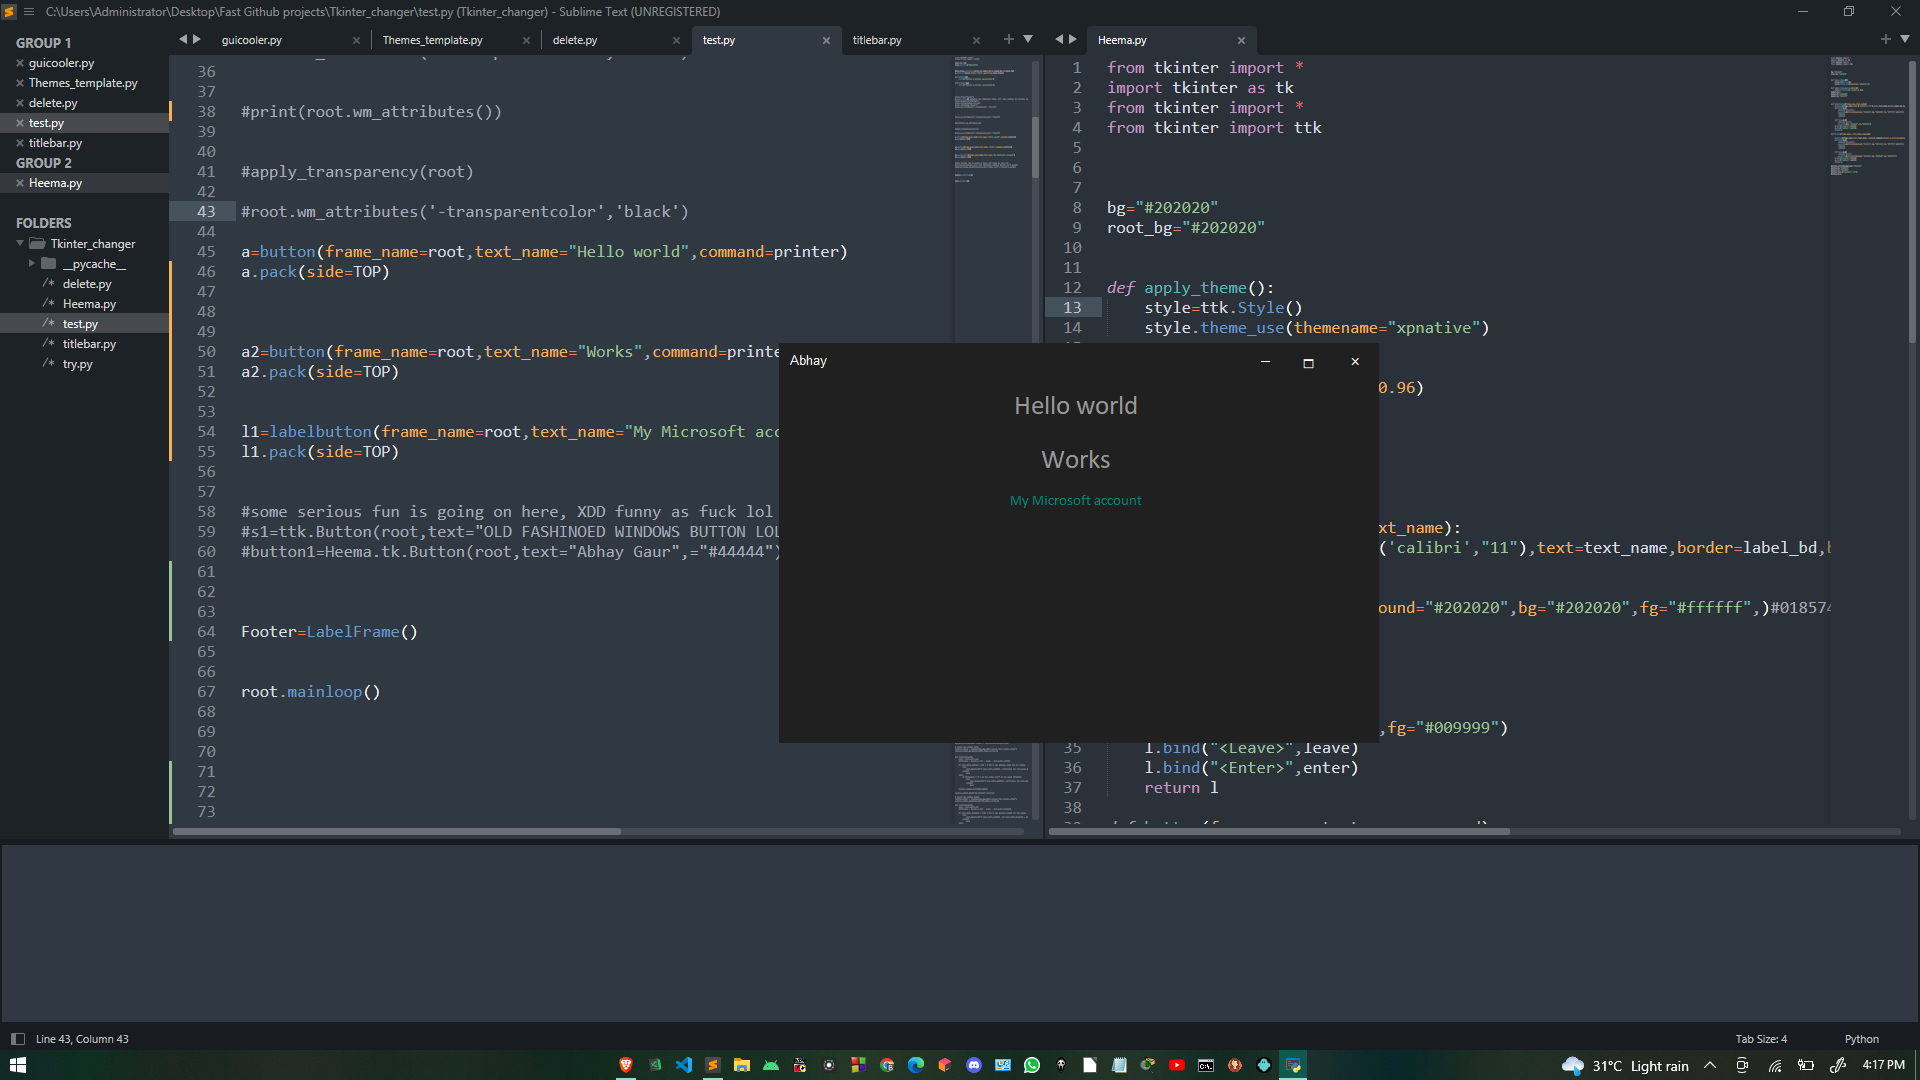 C:\Users\Administrator\Desktop\Fast Github projects\Tkinter_changer\test.py (Tkinter_changer) - Sublime Text (UNREGISTERED)
GROUP 1
guicooler.py
Themes_template.py
delete.py
test.py
titlebar.py
GROUP 2
Heema.py
FOLDERS
Tkinter_changer
__pycache__
delete.py
Heema.py
test.py
titlebar.py
try.py
guicooler.py
Themes_template.py
delete.py
test.py
titlebar.py
36
37
38 #print(root.wm_attributes())
39
40
41 #apply_transparency(root)
42
43 #root.wm_attributes('-transparentcolor','black')
44
45 a=button(frame_name=root,text_name="Hello world",command=printer)
46 a.pack(side=TOP)
47
48
49
50 a2=button(frame_name=root,text_name="Works",command=printe
51 a2.pack(side=TOP)
52
53
54 l1=labelbutton(frame_name=root,text_name="My Microsoft acc
55 l1.pack(side=TOP)
56
57
58 #some serious fun is going on here, XDD funny as fuck lol
59 #s1=ttk.Button(root,text="OLD FASHINOED WINDOWS BUTTON LOL
60 #button1=Heema.tk.Button(root,text="Abhay Gaur",="#44444")
61
62
63
64 Footer=LabelFrame()
65
66
67 root.mainloop()
68
69
70
71
72
73
Heema.py
1 from tkinter import *
2 import tkinter as tk
3 from tkinter import *
4 from tkinter import ttk
5
6
7
8 bg="#202020"
9 root_bg="#202020"
10
11
12 def apply_theme():
13 style=ttk.Style()
14 style.theme_use(themename="xpnative")
0.96)
xt_name):
('calibri',"11"),text=text_name,border=label_bd,b
ound="#202020",bg="#202020",fg="#ffffff",)#018574
,fg="#009999")
35 l.bind("<Leave>",leave)
36 l.bind("<Enter>",enter)
37 return l
38
Abhay
Hello world
Works
My Microsoft account
Line 43, Column 43
Tab Size: 4
Python
31°C Light rain
4:17 PM